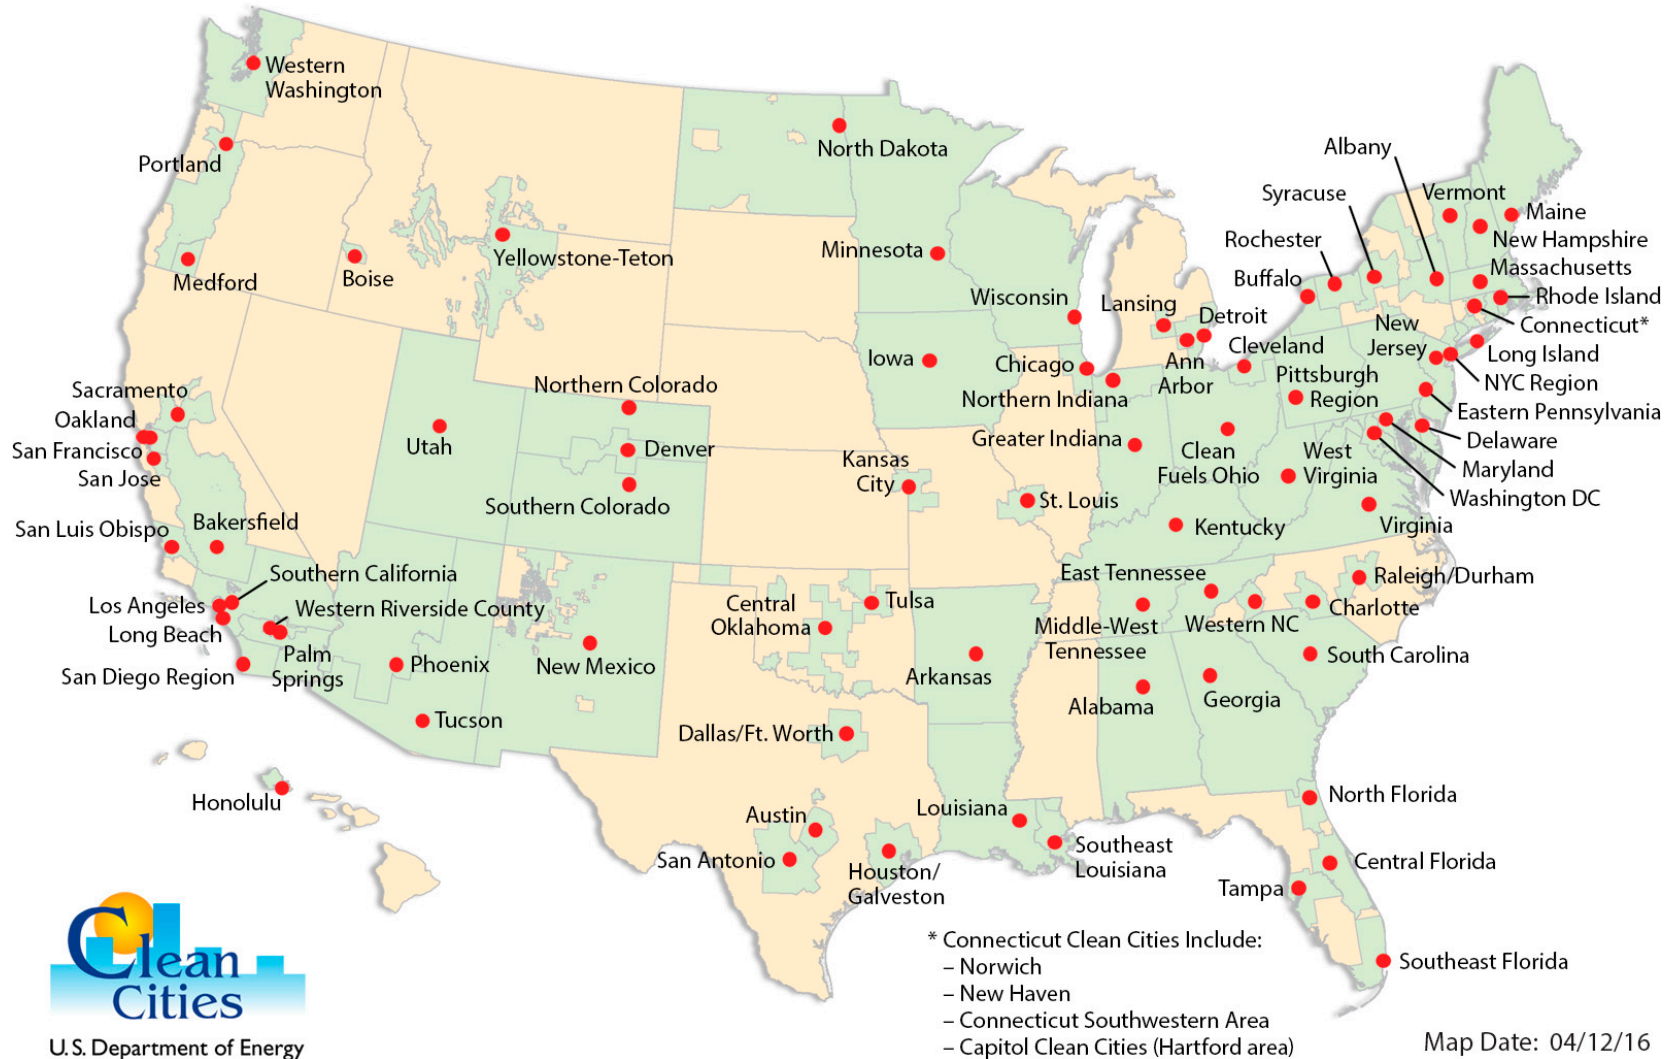 Western
Washington
Portland
Medford
Boise
Yellowstone-Teton
North Dakota
Minnesota
Wisconsin
Iowa
Chicago
Northern Indiana
Greater Indiana
Lansing
Detroit
Ann
Arbor
Cleveland
Clean
Fuels Ohio
Pittsburgh
Region
West
Virginia
Albany
Syracuse
Rochester
Buffalo
Vermont
Maine
New Hampshire
Massachusetts
Rhode Island
Connecticut*
New
Jersey
Long Island
NYC Region
Eastern Pennsylvania
Delaware
Maryland
Washington DC
Virginia
Kentucky
Sacramento
Oakland
San Francisco
San Jose
San Luis Obispo
Bakersfield
Southern California
Los Angeles
Western Riverside County
Long Beach
Palm
Springs
San Diego Region
Utah
Northern Colorado
Denver
Southern Colorado
Kansas
City
St. Louis
Phoenix
Tucson
New Mexico
Central
Oklahoma
Tulsa
Arkansas
East Tennessee
Middle-West
Tennessee
Western NC
Raleigh/Durham
Charlotte
South Carolina
Georgia
Alabama
Dallas/Ft. Worth
Austin
San Antonio
Houston/
Galveston
Louisiana
Southeast
Louisiana
North Florida
Central Florida
Tampa
Southeast Florida
Honolulu
Clean
Cities
U.S. Department of Energy
* Connecticut Clean Cities Include:
– Norwich
– New Haven
– Connecticut Southwestern Area
– Capitol Clean Cities (Hartford area)
Map Date: 04/12/16